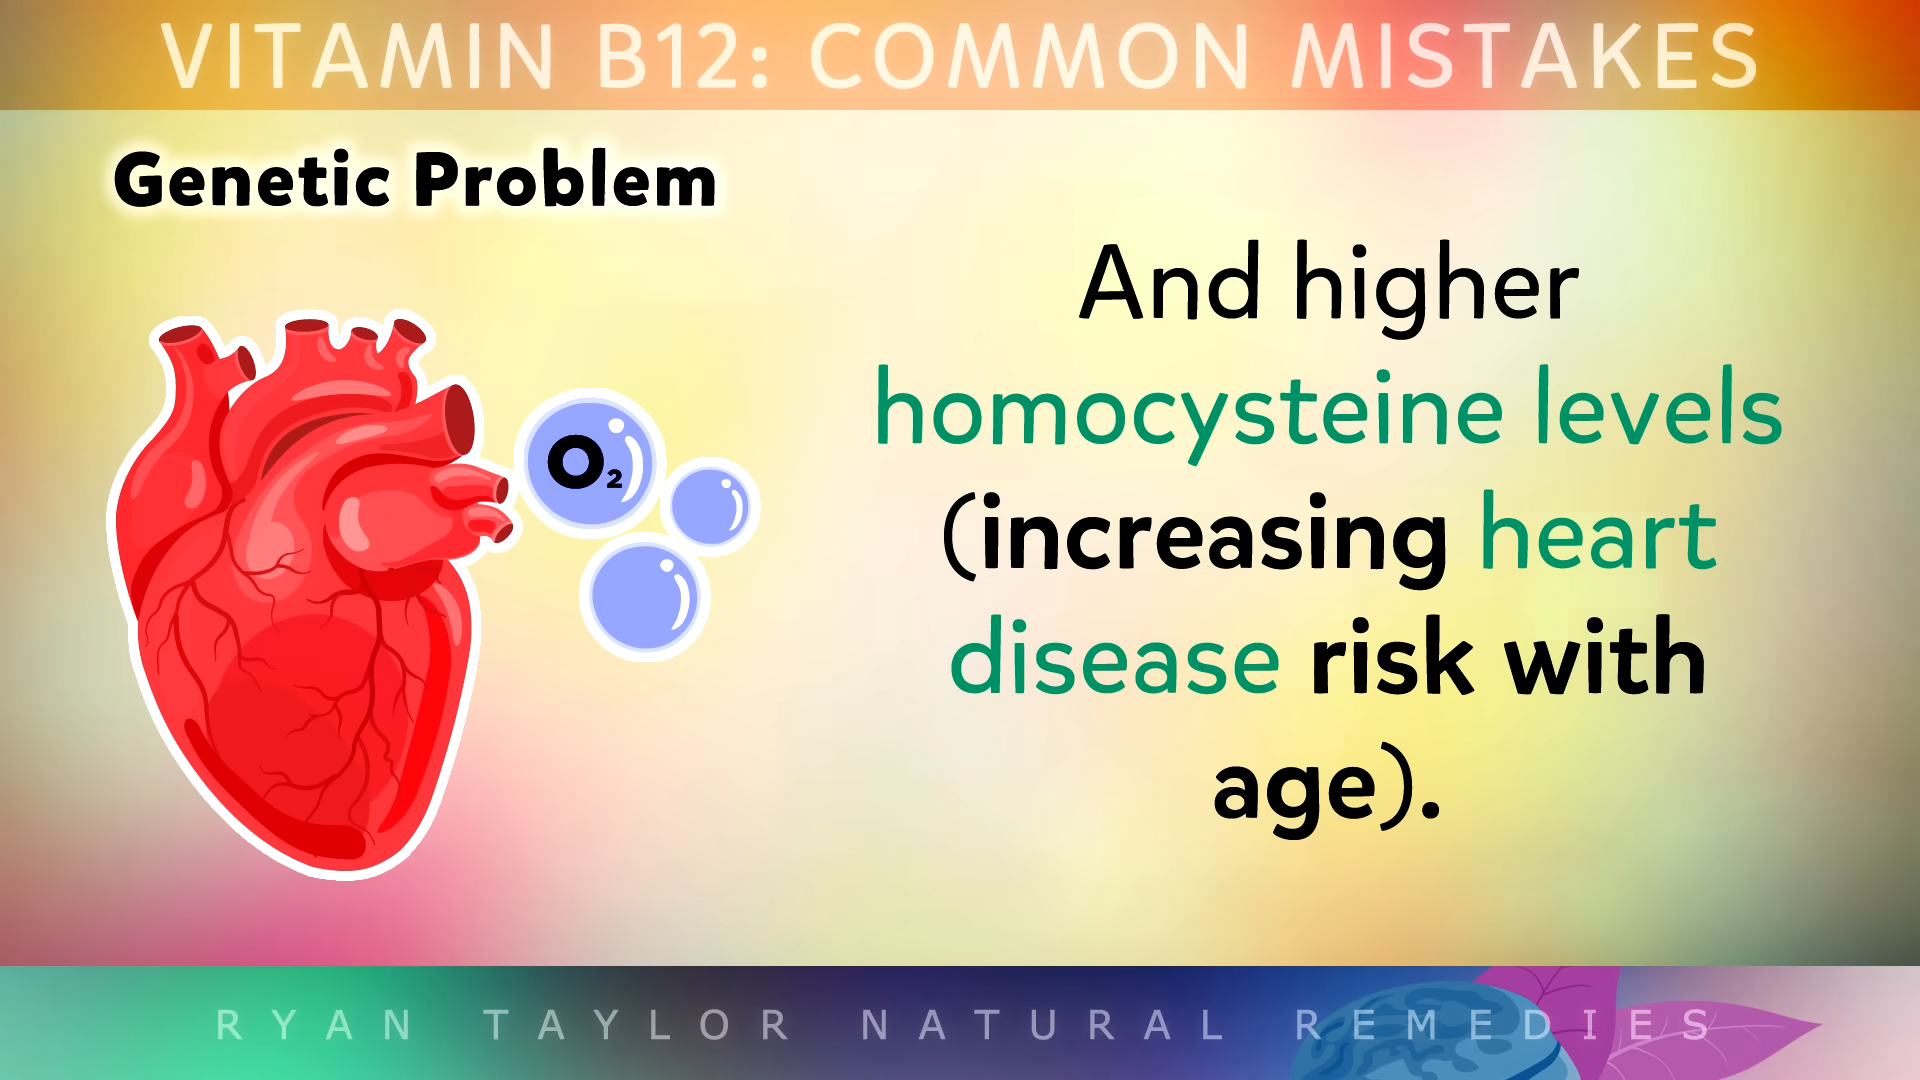 VITAMIN B12: COMMON MISTAKES
Genetic Problem
And higher
homocysteine levels
(increasing heart
disease risk with
age).
O₂
RYAN TAYLOR NATURAL REMEDIES